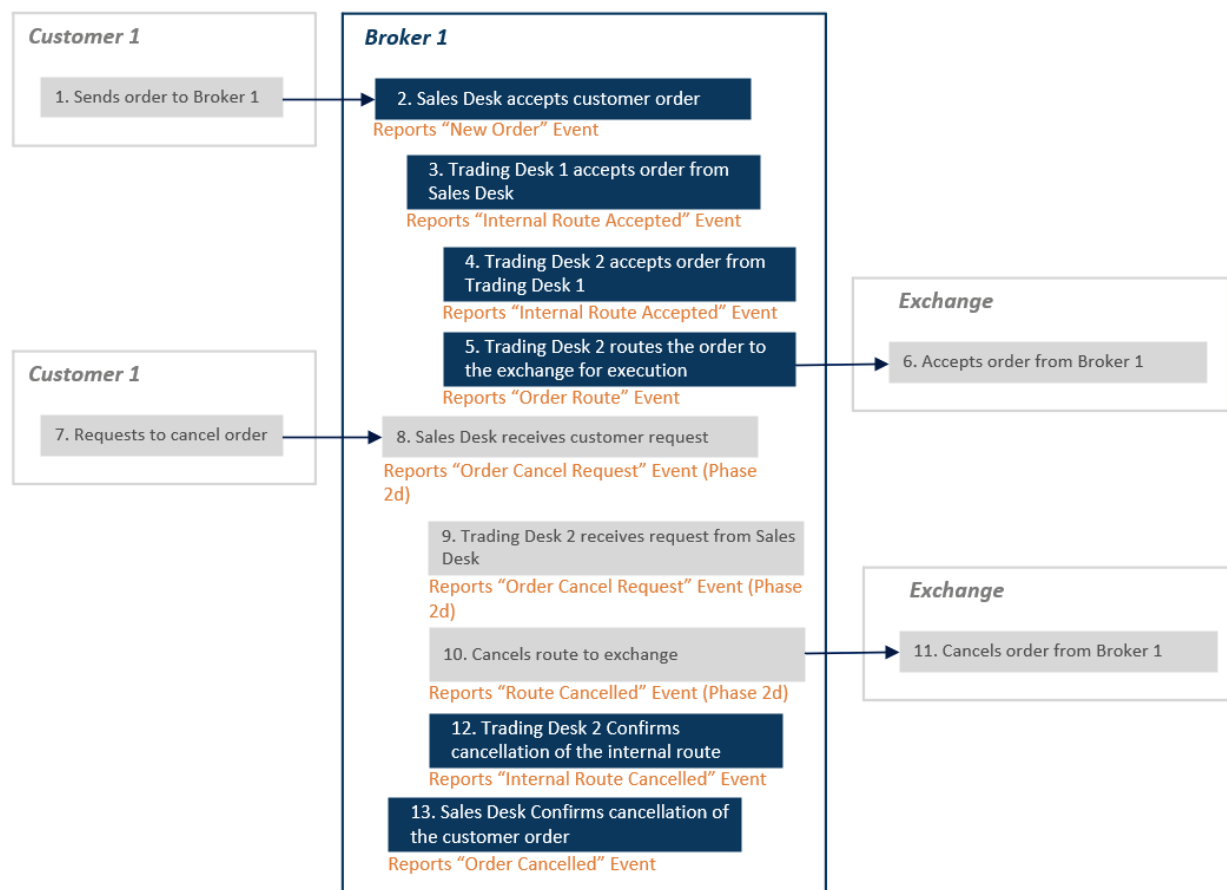 Customer 1
1. Sends order to Broker 1
Broker 1
2. Sales Desk accepts customer order
Reports “New Order” Event
3. Trading Desk 1 accepts order from
Sales Desk
Reports “Internal Route Accepted” Event
4. Trading Desk 2 accepts order from
Trading Desk 1
Reports “Internal Route Accepted” Event
5. Trading Desk 2 routes the order to
the exchange for execution
Reports “Order Route” Event
Exchange
6. Accepts order from Broker 1
Customer 1
7. Requests to cancel order
8. Sales Desk receives customer request
Reports “Order Cancel Request” Event (Phase
2d)
9. Trading Desk 2 receives request from Sales
Desk
Reports “Order Cancel Request” Event (Phase
2d)
10. Cancels route to exchange
Reports “Route Cancelled” Event (Phase 2d)
Exchange
11. Cancels order from Broker 1
12. Trading Desk 2 Confirms
cancellation of the internal route
Reports “Internal Route Cancelled” Event
13. Sales Desk Confirms cancellation of
the customer order
Reports “Order Cancelled” Event